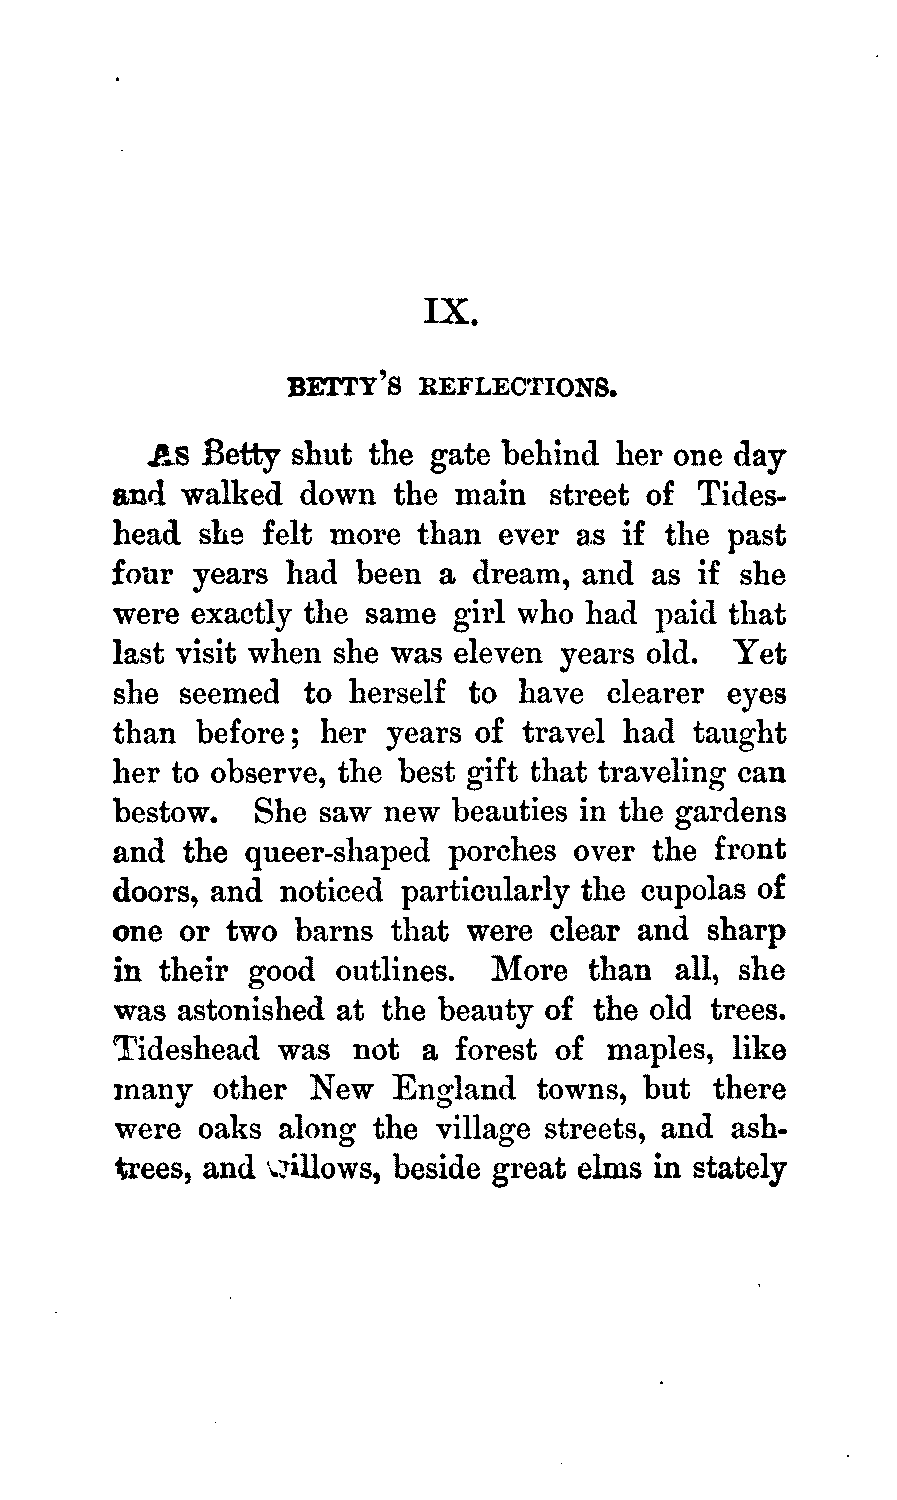 IX.
BETTY'S REFLECTIONS.
As Betty shut the gate behind her one day
and walked down the main street of Tides-
head she felt more than ever as if the past
four years had been a dream, and as if she
were exactly the same girl who had paid that
last visit when she was eleven years old. Yet
she seemed to herself to have clearer eyes
than before; her years of travel had taught
her to observe, the best gift that traveling can
bestow. She saw new beauties in the gardens
and the queer-shaped porches over the front
doors, and noticed particularly the cupolas of
one or two barns that were clear and sharp
in their good outlines. More than all, she
was astonished at the beauty of the old trees.
Tideshead was not a forest of maples, like
many other New England towns, but there
were oaks along the village streets, and ash-
trees, and willows, beside great elms in stately